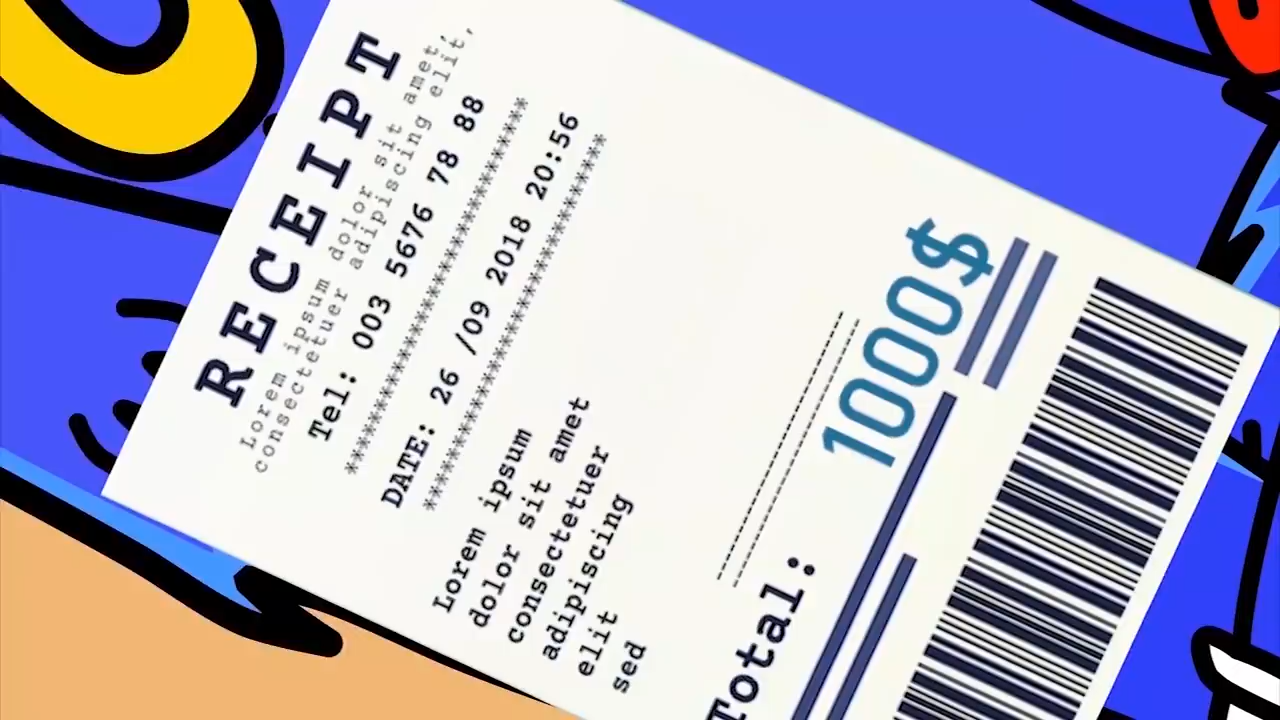 RECEIPT
Lorem ipsum dolor sit amet,
consectetuer adipiscing elit,
Tel: 003 5676 78 88
************************************
DATE: 26 /09 2018 20:56
************************************
Lorem ipsum
dolor sit amet
consectetuer
adipiscing
elit
sed
Total: 1000$